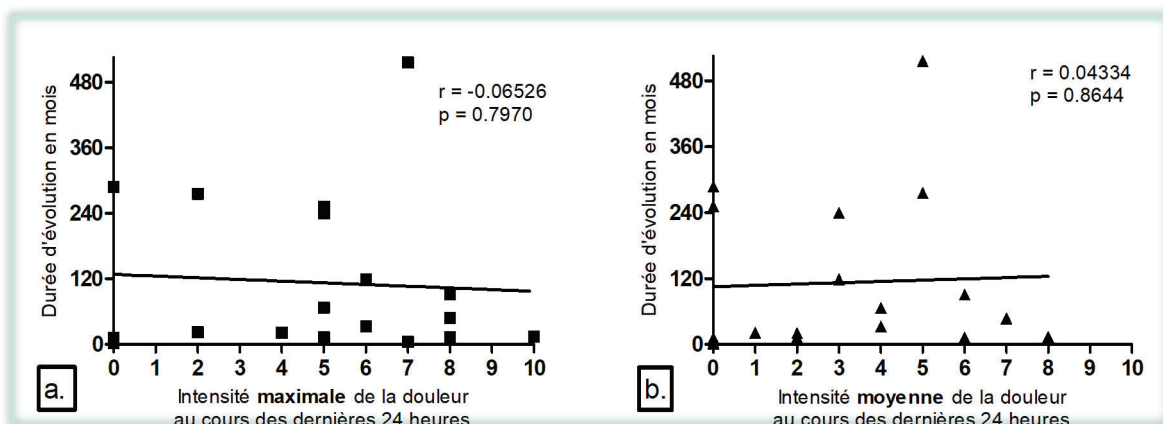 r = -0.06526
p = 0.7970
Durée d'évolution en mois
480
360
240
120
0
0 1 2 3 4 5 6 7 8 9 10
a.
Intensité maximale de la douleur
au cours des dernières 24 heures
r = 0.04334
p = 0.8644
Durée d'évolution en mois
480
360
240
120
0
0 1 2 3 4 5 6 7 8 9 10
b.
Intensité moyenne de la douleur
au cours des dernières 24 heures